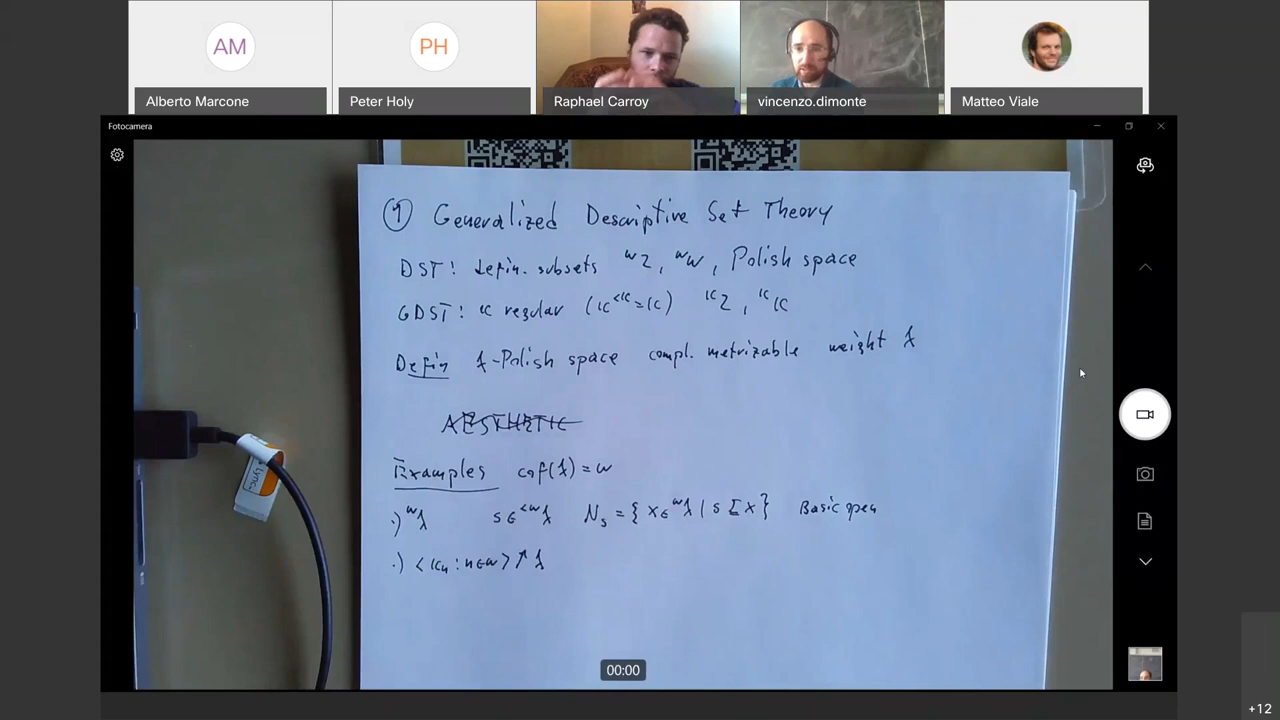 AM
PH
Alberto Marcone
Peter Holy
Raphael Carroy
vincenzo.dimonte
Matteo Viale
Fotocamera
① Generalized Descriptive Set Theory
DST: defin. subsets ^ω2, ^ωω, Polish space
GDST: κ regular (κ^{<κ}=κ) ^κ2, ^κκ
Defin λ-Polish space compl. metrizable weight λ
AESTHETIC
Examples cof(λ)=ω
·) ^ωλ s∈^{<ω}λ N_s = {x∈^ωλ | s⊑x} Basic open
·) <κ_n : n∈ω> ↑ λ
Lync
00:00
+12